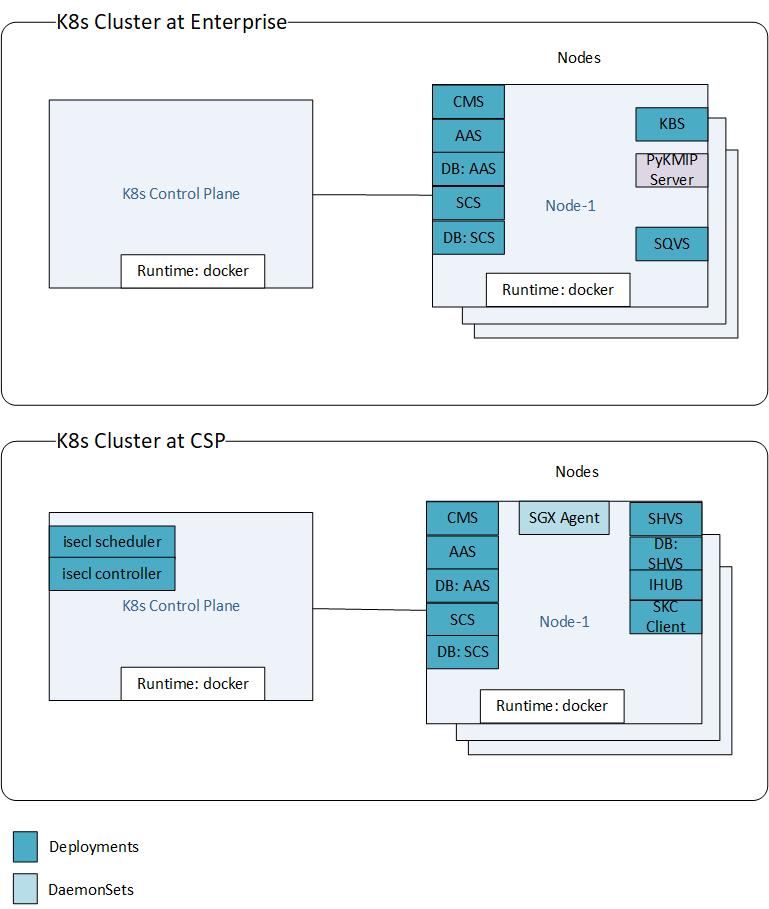 K8s Cluster at Enterprise
Nodes
K8s Control Plane
Runtime: docker
CMS
AAS
DB: AAS
SCS
DB: SCS
Node-1
KBS
PyKMIP
Server
SQVS
Runtime: docker
K8s Cluster at CSP
Nodes
isecl scheduler
isecl controller
K8s Control Plane
Runtime: docker
CMS
AAS
DB: AAS
SCS
DB: SCS
SGX Agent
Node-1
SHVS
DB:
SHVS
IHUB
SKC
Client
Runtime: docker
Deployments
DaemonSets